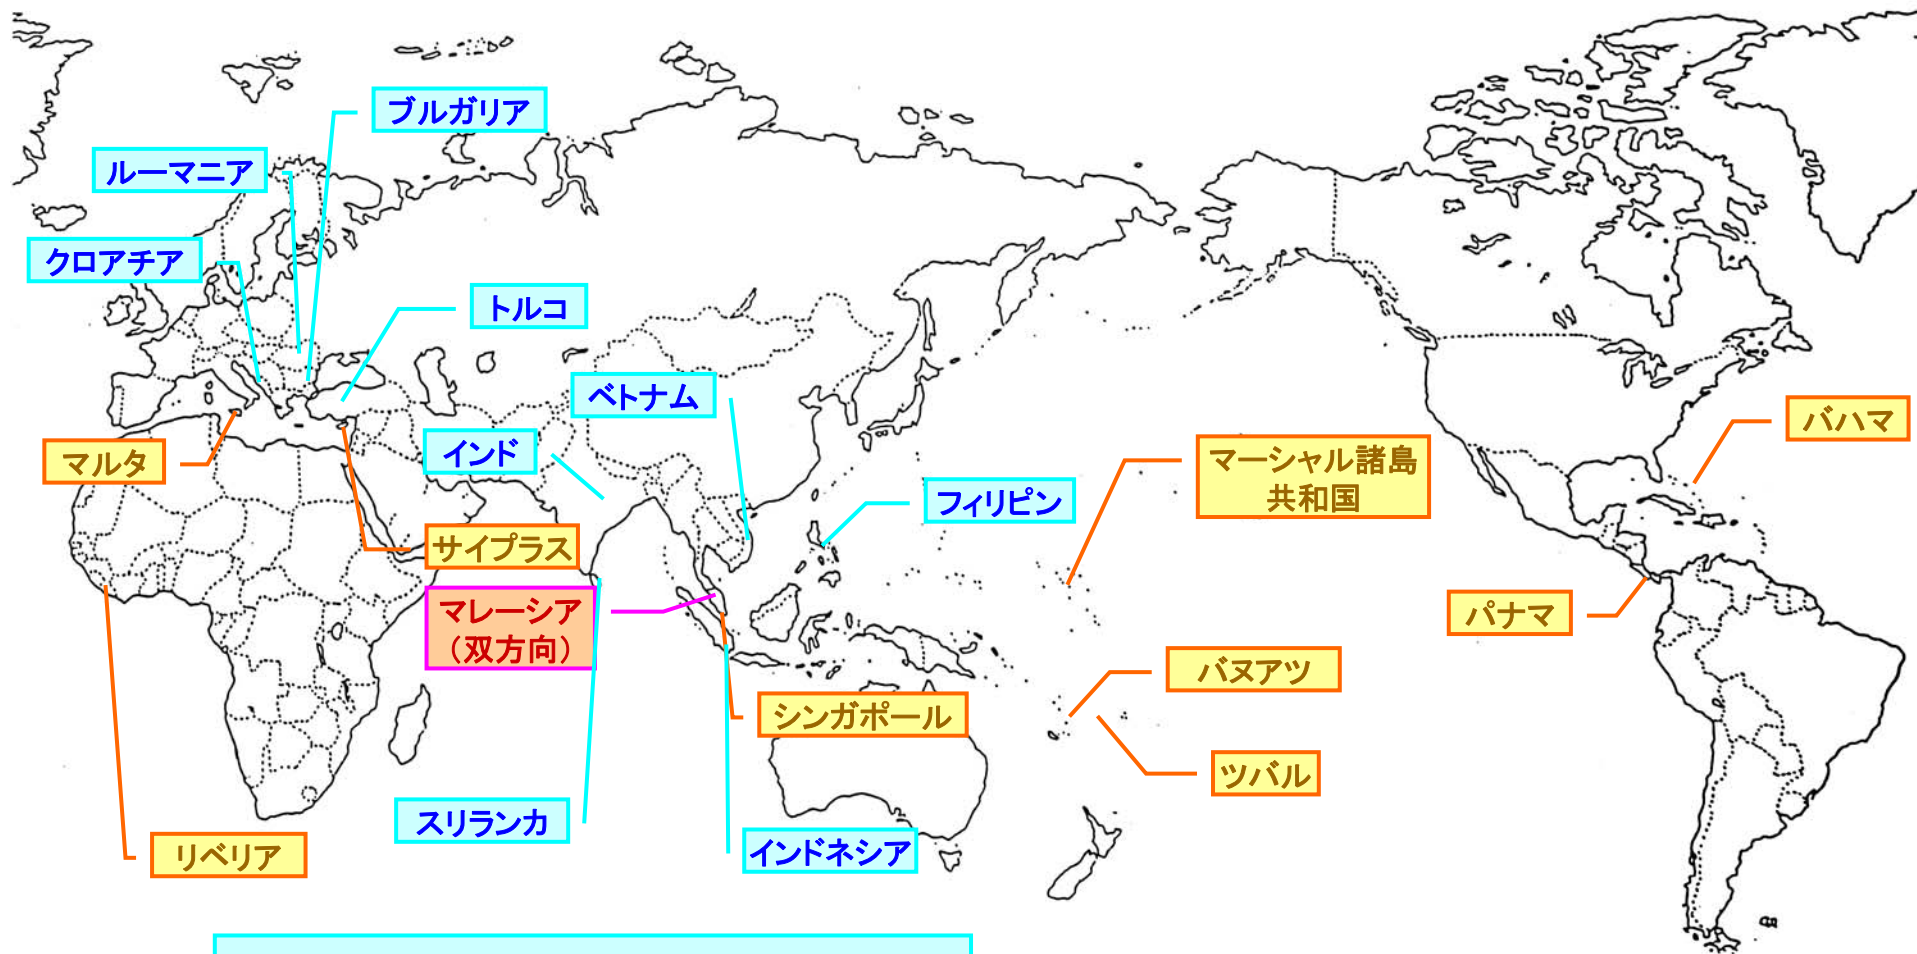 ブルガリア
ルーマニア
クロアチア
トルコ
ベトナム
バハマ
マルタ
インド
マーシャル諸島
共和国
フィリピン
サイプラス
マレーシア
（双方向）
パナマ
バヌアツ
シンガポール
ツバル
スリランカ
リベリア
インドネシア